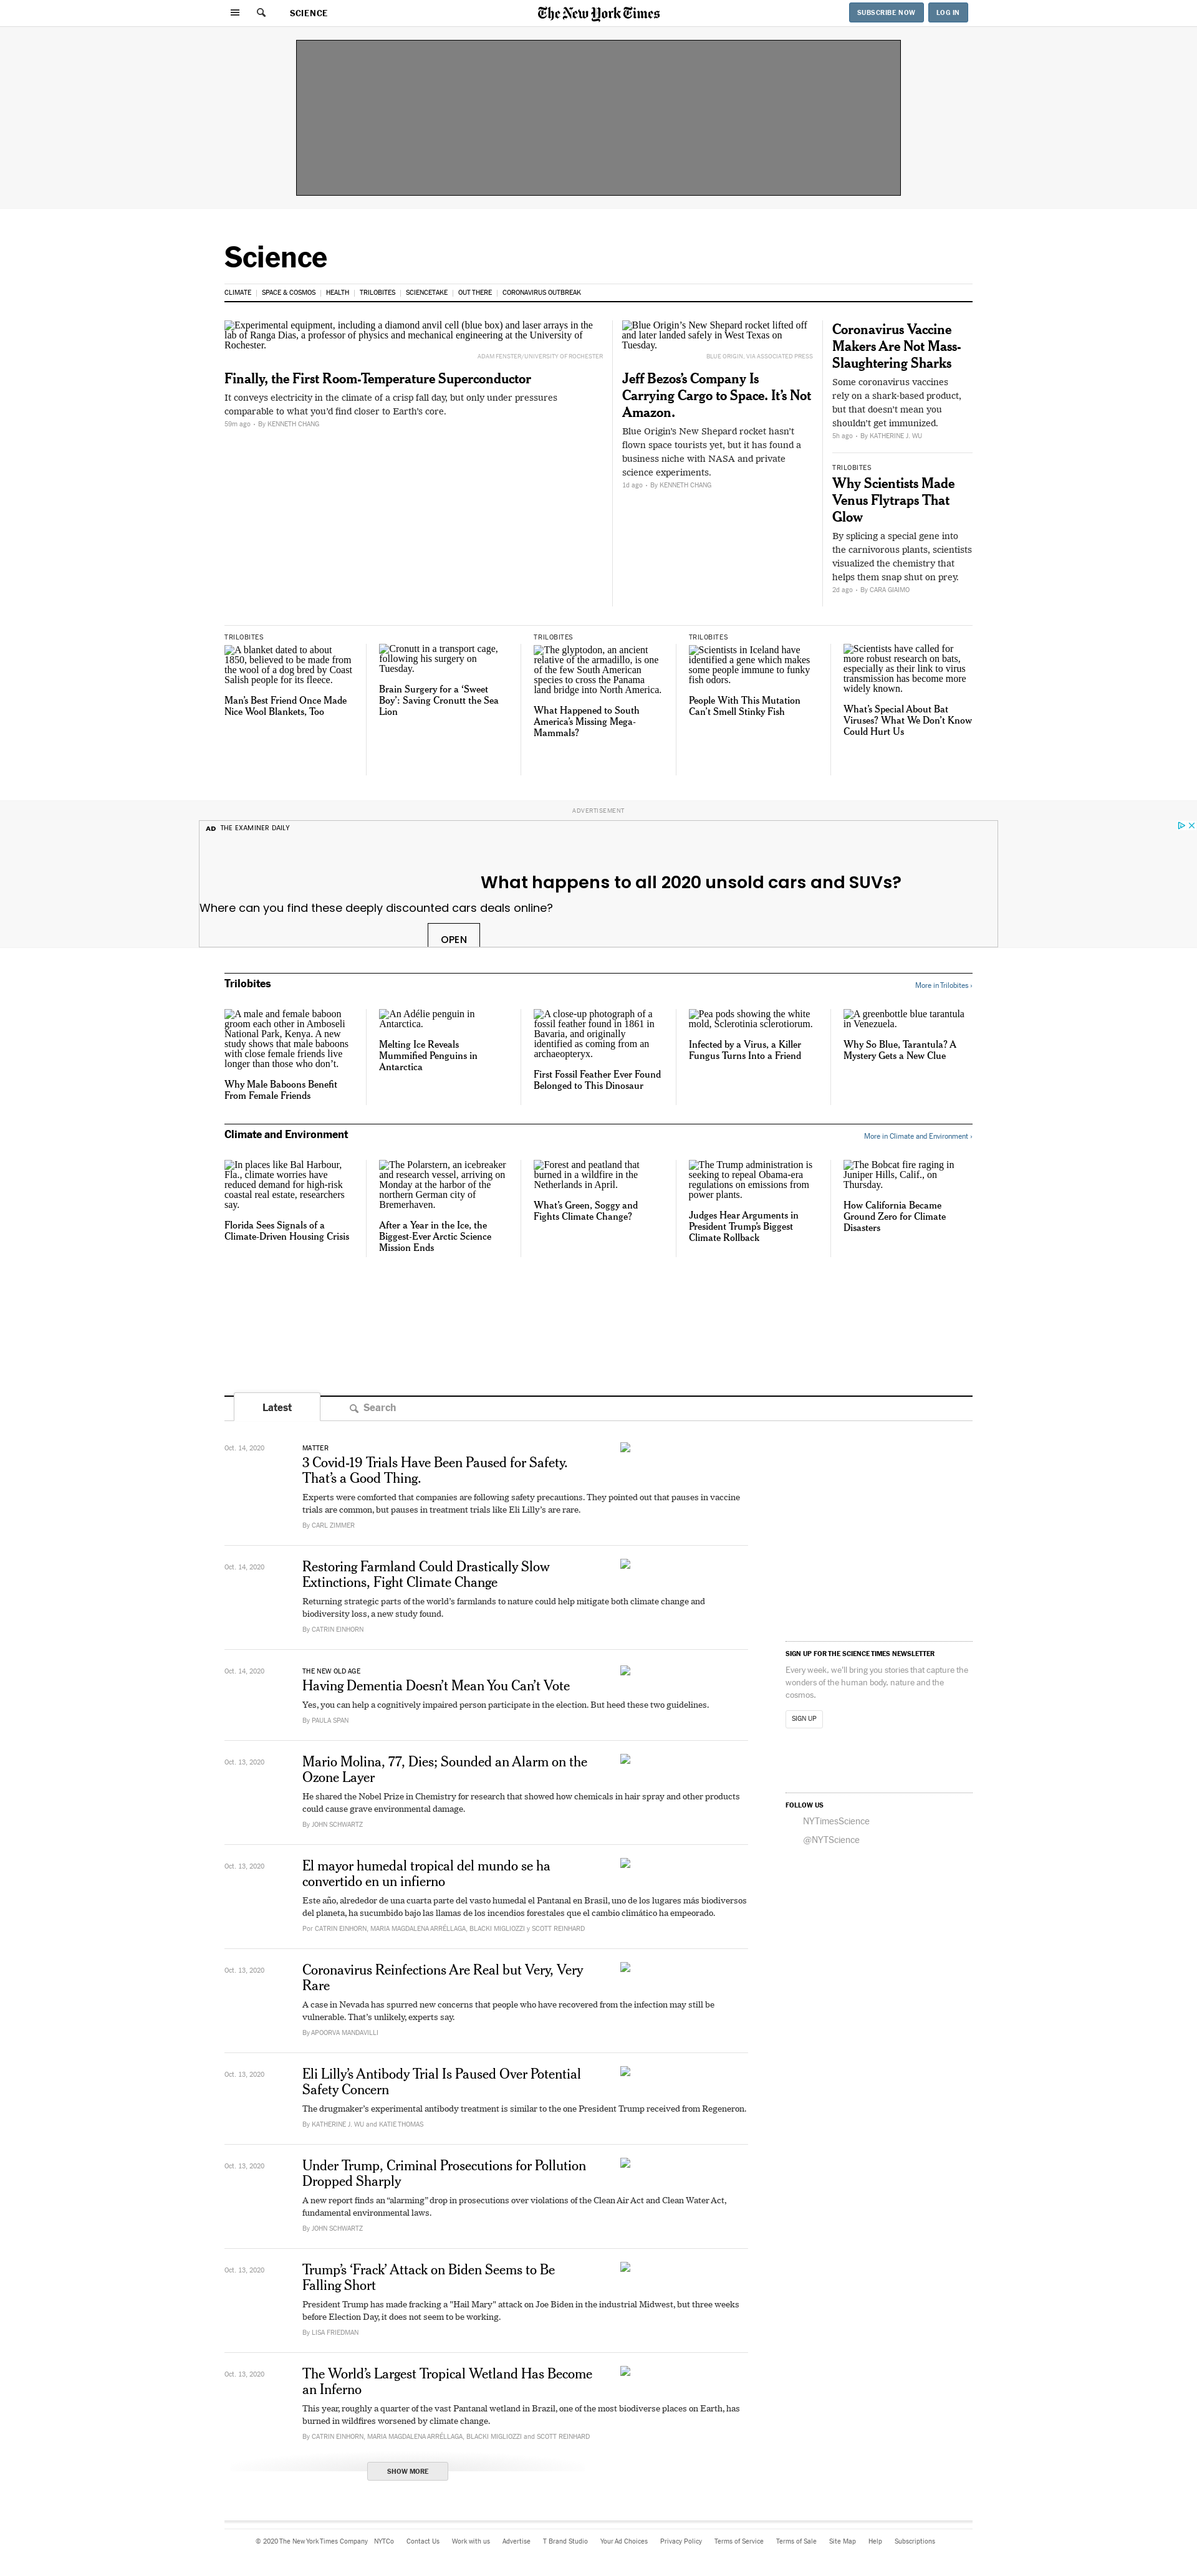 SCIENCE
The New York Times
SUBSCRIBE NOW
LOG IN
Science
CLIMATE
SPACE & COSMOS
HEALTH
TRILOBITES
SCIENCETAKE
OUT THERE
CORONAVIRUS OUTBREAK
Experimental equipment, including a diamond anvil cell (blue box) and laser arrays in the
lab of Ranga Dias, a professor of physics and mechanical engineering at the University of
Rochester.
ADAM FENSTER/UNIVERSITY OF ROCHESTER
Finally, the First Room-Temperature Superconductor
It conveys electricity in the climate of a crisp fall day, but only under pressures
comparable to what you'd find closer to Earth's core.
59m ago • By KENNETH CHANG
Blue Origin's New Shepard rocket lifted off
and later landed safely in West Texas on
Tuesday.
BLUE ORIGIN, VIA ASSOCIATED PRESS
Jeff Bezos's Company Is
Carrying Cargo to Space. It's Not
Amazon.
Blue Origin's New Shepard rocket hasn't
flown space tourists yet, but it has found a
business niche with NASA and private
science experiments.
1d ago • By KENNETH CHANG
Coronavirus Vaccine
Makers Are Not Mass-
Slaughtering Sharks
Some coronavirus vaccines
rely on a shark-based product,
but that doesn't mean you
shouldn't get immunized.
5h ago • By KATHERINE J. WU
TRILOBITES
Why Scientists Made
Venus Flytraps That
Glow
By splicing a special gene into
the carnivorous plants, scientists
visualized the chemistry that
helps them snap shut on prey.
2d ago • By CARA GIAIMO
TRILOBITES
A blanket dated to about
1850, believed to be made from
the wool of a dog bred by Coast
Salish people for its fleece.
Man's Best Friend Once Made
Nice Wool Blankets, Too
Cronutt in a transport cage,
following his surgery on
Tuesday.
Brain Surgery for a 'Sweet
Boy': Saving Cronutt the Sea
Lion
TRILOBITES
The glyptodon, an ancient
relative of the armadillo, is one
of the few South American
species to cross the Panama
land bridge into North America.
What Happened to South
America's Missing Mega-
Mammals?
TRILOBITES
Scientists in Iceland have
identified a gene which makes
some people immune to funky
fish odors.
People With This Mutation
Can't Smell Stinky Fish
Scientists have called for
more robust research on bats,
especially as their link to virus
transmission has become more
widely known.
What's Special About Bat
Viruses? What We Don't Know
Could Hurt Us
ADVERTISEMENT
AD THE EXAMINER DAILY
What happens to all 2020 unsold cars and SUVs?
Where can you find these deeply discounted cars deals online?
OPEN
Trilobites
More in Trilobites ›
A male and female baboon
groom each other in Amboseli
National Park, Kenya. A new
study shows that male baboons
with close female friends live
longer than those who don't.
Why Male Baboons Benefit
From Female Friends
An Adélie penguin in
Antarctica.
Melting Ice Reveals
Mummified Penguins in
Antarctica
A close-up photograph of a
fossil feather found in 1861 in
Bavaria, and originally
identified as coming from an
archaeopteryx.
First Fossil Feather Ever Found
Belonged to This Dinosaur
Pea pods showing the white
mold, Sclerotinia sclerotiorum.
Infected by a Virus, a Killer
Fungus Turns Into a Friend
A greenbottle blue tarantula
in Venezuela.
Why So Blue, Tarantula? A
Mystery Gets a New Clue
Climate and Environment
More in Climate and Environment ›
In places like Bal Harbour,
Fla., climate worries have
reduced demand for high-risk
coastal real estate, researchers
say.
Florida Sees Signals of a
Climate-Driven Housing Crisis
The Polarstern, an icebreaker
and research vessel, arriving on
Monday at the harbor of the
northern German city of
Bremerhaven.
After a Year in the Ice, the
Biggest-Ever Arctic Science
Mission Ends
Forest and peatland that
burned in a wildfire in the
Netherlands in April.
What's Green, Soggy and
Fights Climate Change?
The Trump administration is
seeking to repeal Obama-era
regulations on emissions from
power plants.
Judges Hear Arguments in
President Trump's Biggest
Climate Rollback
The Bobcat fire raging in
Juniper Hills, Calif., on
Thursday.
How California Became
Ground Zero for Climate
Disasters
Latest
Search
Oct. 14, 2020
MATTER
3 Covid-19 Trials Have Been Paused for Safety.
That's a Good Thing.
Experts were comforted that companies are following safety precautions. They pointed out that pauses in vaccine
trials are common, but pauses in treatment trials like Eli Lilly's are rare.
By CARL ZIMMER
Oct. 14, 2020
Restoring Farmland Could Drastically Slow
Extinctions, Fight Climate Change
Returning strategic parts of the world's farmlands to nature could help mitigate both climate change and
biodiversity loss, a new study found.
By CATRIN EINHORN
Oct. 14, 2020
THE NEW OLD AGE
Having Dementia Doesn't Mean You Can't Vote
Yes, you can help a cognitively impaired person participate in the election. But heed these two guidelines.
By PAULA SPAN
Oct. 13, 2020
Mario Molina, 77, Dies; Sounded an Alarm on the
Ozone Layer
He shared the Nobel Prize in Chemistry for research that showed how chemicals in hair spray and other products
could cause grave environmental damage.
By JOHN SCHWARTZ
Oct. 13, 2020
El mayor humedal tropical del mundo se ha
convertido en un infierno
Este año, alrededor de una cuarta parte del vasto humedal el Pantanal en Brasil, uno de los lugares más biodiversos
del planeta, ha sucumbido bajo las llamas de los incendios forestales que el cambio climático ha empeorado.
Por CATRIN EINHORN, MARIA MAGDALENA ARRÉLLAGA, BLACKI MIGLIOZZI y SCOTT REINHARD
Oct. 13, 2020
Coronavirus Reinfections Are Real but Very, Very
Rare
A case in Nevada has spurred new concerns that people who have recovered from the infection may still be
vulnerable. That's unlikely, experts say.
By APOORVA MANDAVILLI
Oct. 13, 2020
Eli Lilly's Antibody Trial Is Paused Over Potential
Safety Concern
The drugmaker's experimental antibody treatment is similar to the one President Trump received from Regeneron.
By KATHERINE J. WU and KATIE THOMAS
Oct. 13, 2020
Under Trump, Criminal Prosecutions for Pollution
Dropped Sharply
A new report finds an "alarming" drop in prosecutions over violations of the Clean Air Act and Clean Water Act,
fundamental environmental laws.
By JOHN SCHWARTZ
Oct. 13, 2020
Trump's 'Frack' Attack on Biden Seems to Be
Falling Short
President Trump has made fracking a "Hail Mary" attack on Joe Biden in the industrial Midwest, but three weeks
before Election Day, it does not seem to be working.
By LISA FRIEDMAN
Oct. 13, 2020
The World's Largest Tropical Wetland Has Become
an Inferno
This year, roughly a quarter of the vast Pantanal wetland in Brazil, one of the most biodiverse places on Earth, has
burned in wildfires worsened by climate change.
By CATRIN EINHORN, MARIA MAGDALENA ARRÉLLAGA, BLACKI MIGLIOZZI and SCOTT REINHARD
SHOW MORE
SIGN UP FOR THE SCIENCE TIMES NEWSLETTER
Every week, we'll bring you stories that capture the
wonders of the human body, nature and the
cosmos.
SIGN UP
FOLLOW US
NYTimesScience
@NYTScience
© 2020 The New York Times Company
NYTCo
Contact Us
Work with us
Advertise
T Brand Studio
Your Ad Choices
Privacy Policy
Terms of Service
Terms of Sale
Site Map
Help
Subscriptions